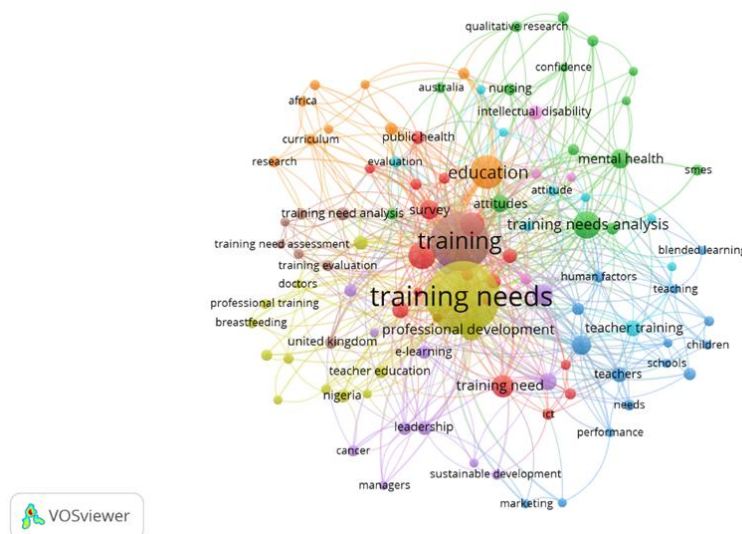 qualitative research
confidence
australia
nursing
africa
intellectual disability
curriculum
public health
research
evaluation
mental health
education
smes
attitude
attitudes
survey
training need analysis
training needs analysis
training
training need assessment
blended learning
training evaluation
human factors
doctors
teaching
training needs
professional training
breastfeeding
professional development
teacher training
united kingdom
children
e-learning
schools
teacher education
teachers
training need
nigeria
needs
ict
leadership
performance
cancer
sustainable development
managers
marketing
VOSviewer